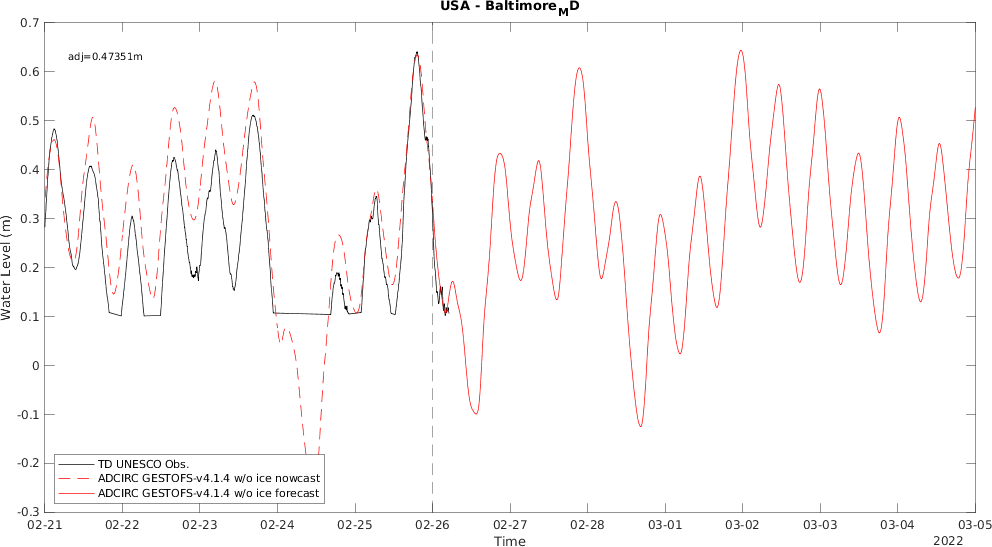 USA - Baltimore_MD
adj=0.47351m
0.7
0.6
0.5
0.4
0.3
0.2
0.1
0
-0.1
-0.2
-0.3
Water Level (m)
TD UNESCO Obs.
ADCIRC GESTOFS-v4.1.4 w/o ice nowcast
ADCIRC GESTOFS-v4.1.4 w/o ice forecast
02-21 02-22 02-23 02-24 02-25 02-26 02-27 02-28 03-01 03-02 03-03 03-04 03-05
Time
2022